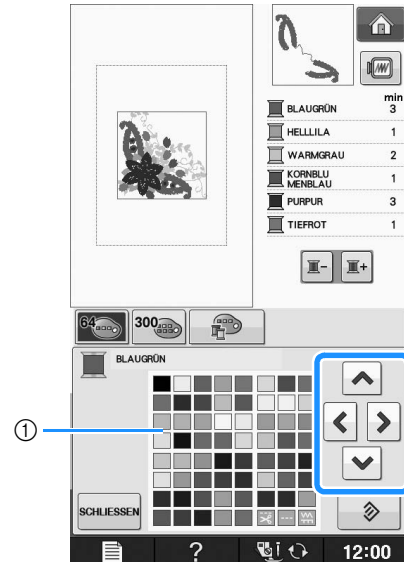 min
BLAUGRÜN 3
HELLLILA 1
WARMGRAU 2
KORNBLU
MENBLAU 1
PURPUR 3
TIEFROT 1
- +
64 300
BLAUGRÜN
①
SCHLIESSEN
? 12:00